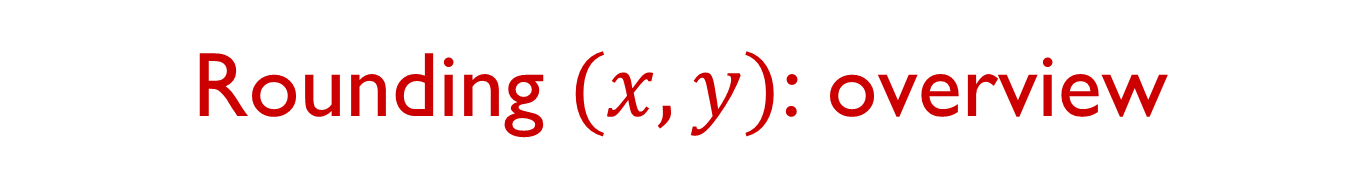 Rounding (𝑥, 𝑦): overview